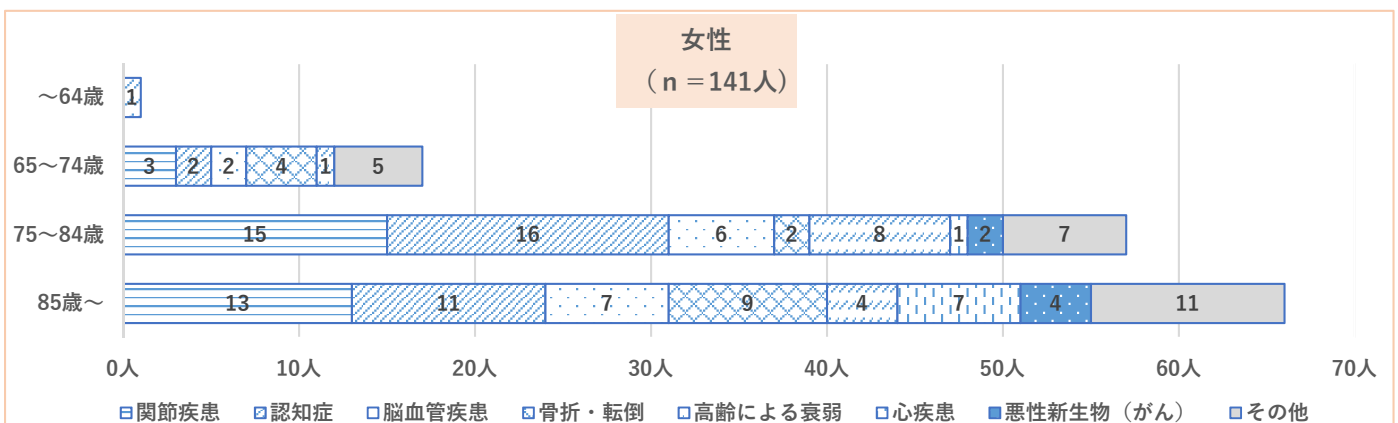 女性
（ｎ＝141人）
～64歳
1
65～74歳
3 2 2 4 1 5
75～84歳
15 16 6 2 8 1 2 7
85歳～
13 11 7 9 4 7 4 11
0人 10人 20人 30人 40人 50人 60人 70人
関節疾患 認知症 脳血管疾患 骨折・転倒 高齢による衰弱 心疾患 悪性新生物（がん） その他